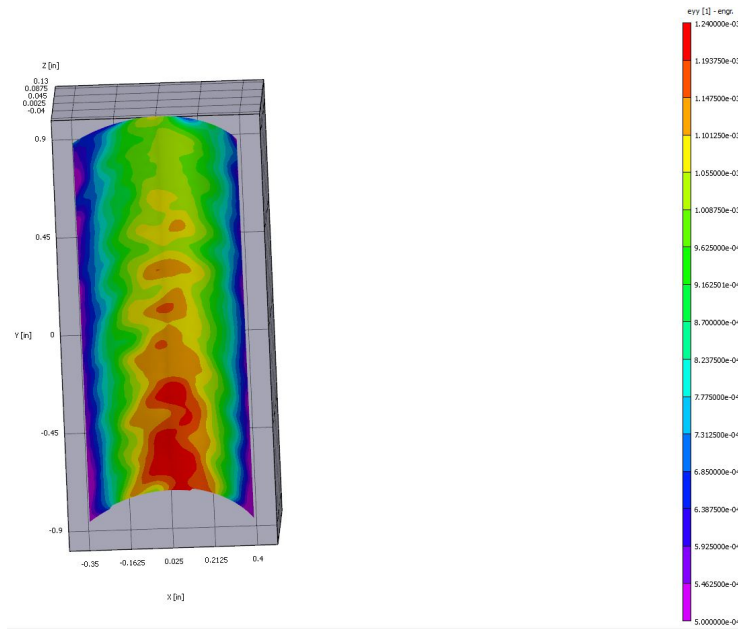 eyy [1] - engr.
1.240000e-03
1.193750e-03
1.147500e-03
1.101250e-03
1.055000e-03
1.008750e-03
9.625000e-04
9.162501e-04
8.700000e-04
8.237500e-04
7.775000e-04
7.312500e-04
6.850000e-04
6.387500e-04
5.925000e-04
5.462500e-04
5.000000e-04
Z [in]
0.13
0.0875
0.045
0.0025
-0.04
0.9
0.45
Y [in]
0
-0.45
-0.9
-0.35
-0.1625
0.025
0.2125
0.4
X [in]